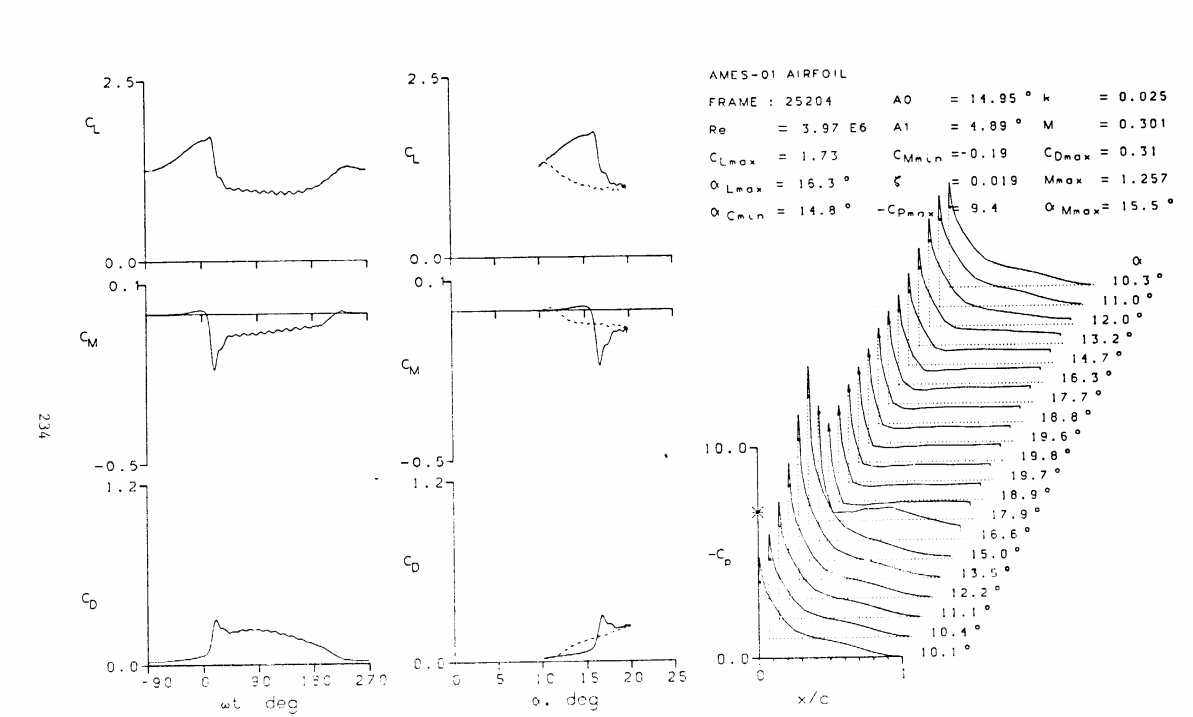 AMES-01 AIRFOIL
FRAME : 25204 A0 = 14.95 ° k = 0.025
Re = 3.97 E6 A1 = 4.89 ° M = 0.301
CLmax = 1.73 CMmin =-0.19 CDmax = 0.31
α Lmax = 16.3 ° ζ = 0.019 Mmax = 1.257
α Cmin = 14.8 ° -CPmax = 9.4 α Mmax= 15.5 °
2.5
CL
0.0
0.1
CM
-0.5
1.2
CD
0.0
-90 0 90 180 270
ωt deg
2.5
CL
0.0
0.1
CM
-0.5
1.2
CD
0.0
0 5 10 15 20 25
α, deg
α
10.3 °
11.0 °
12.0 °
13.2 °
14.7 °
16.3 °
17.7 °
18.8 °
19.6 °
19.8 °
19.7 °
18.9 °
17.9 °
16.6 °
15.0 °
13.5 °
12.2 °
11.1 °
10.4 °
10.1 °
10.0
-Cp
0.0
0 1
x/c
234